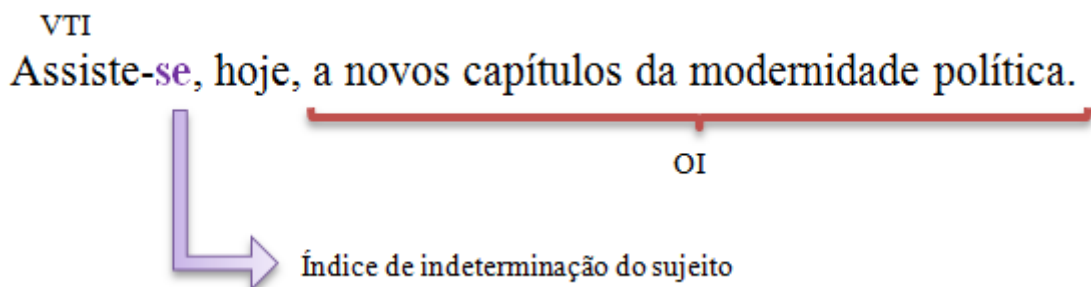 VTI
Assiste-se, hoje, a novos capítulos da modernidade política.
OI
Índice de indeterminação do sujeito